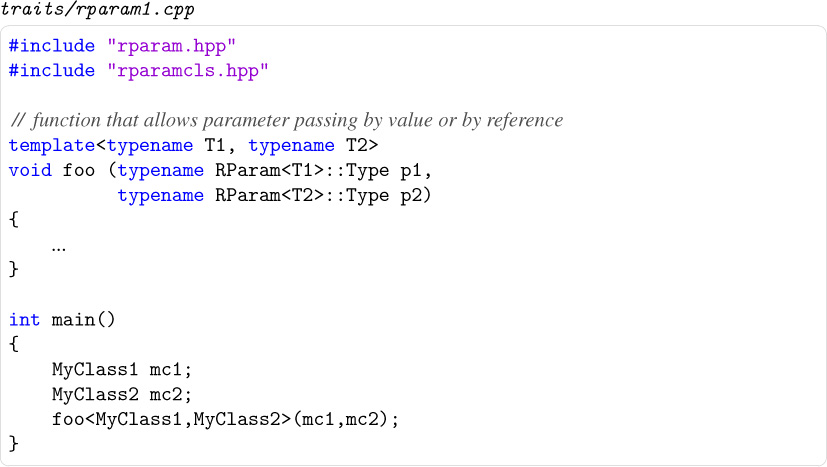 traits/rparam1.cpp
#include "rparam.hpp"
#include "rparamcls.hpp"
// function that allows parameter passing by value or by reference
template<typename T1, typename T2>
void foo (typename RParam<T1>::Type p1,
          typename RParam<T2>::Type p2)
{
    ...
}
int main()
{
    MyClass1 mc1;
    MyClass2 mc2;
    foo<MyClass1,MyClass2>(mc1,mc2);
}